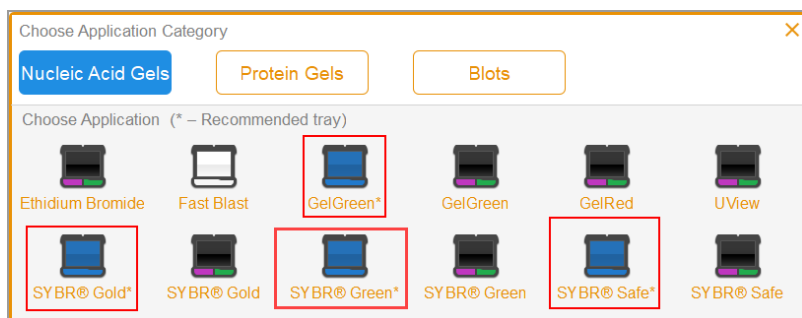 Choose Application Category
Nucleic Acid Gels Protein Gels Blots
Choose Application (* – Recommended tray)
Ethidium Bromide Fast Blast GelGreen* GelGreen GelRed UView
SYBR® Gold* SYBR® Gold SYBR® Green* SYBR® Green SYBR® Safe* SYBR® Safe